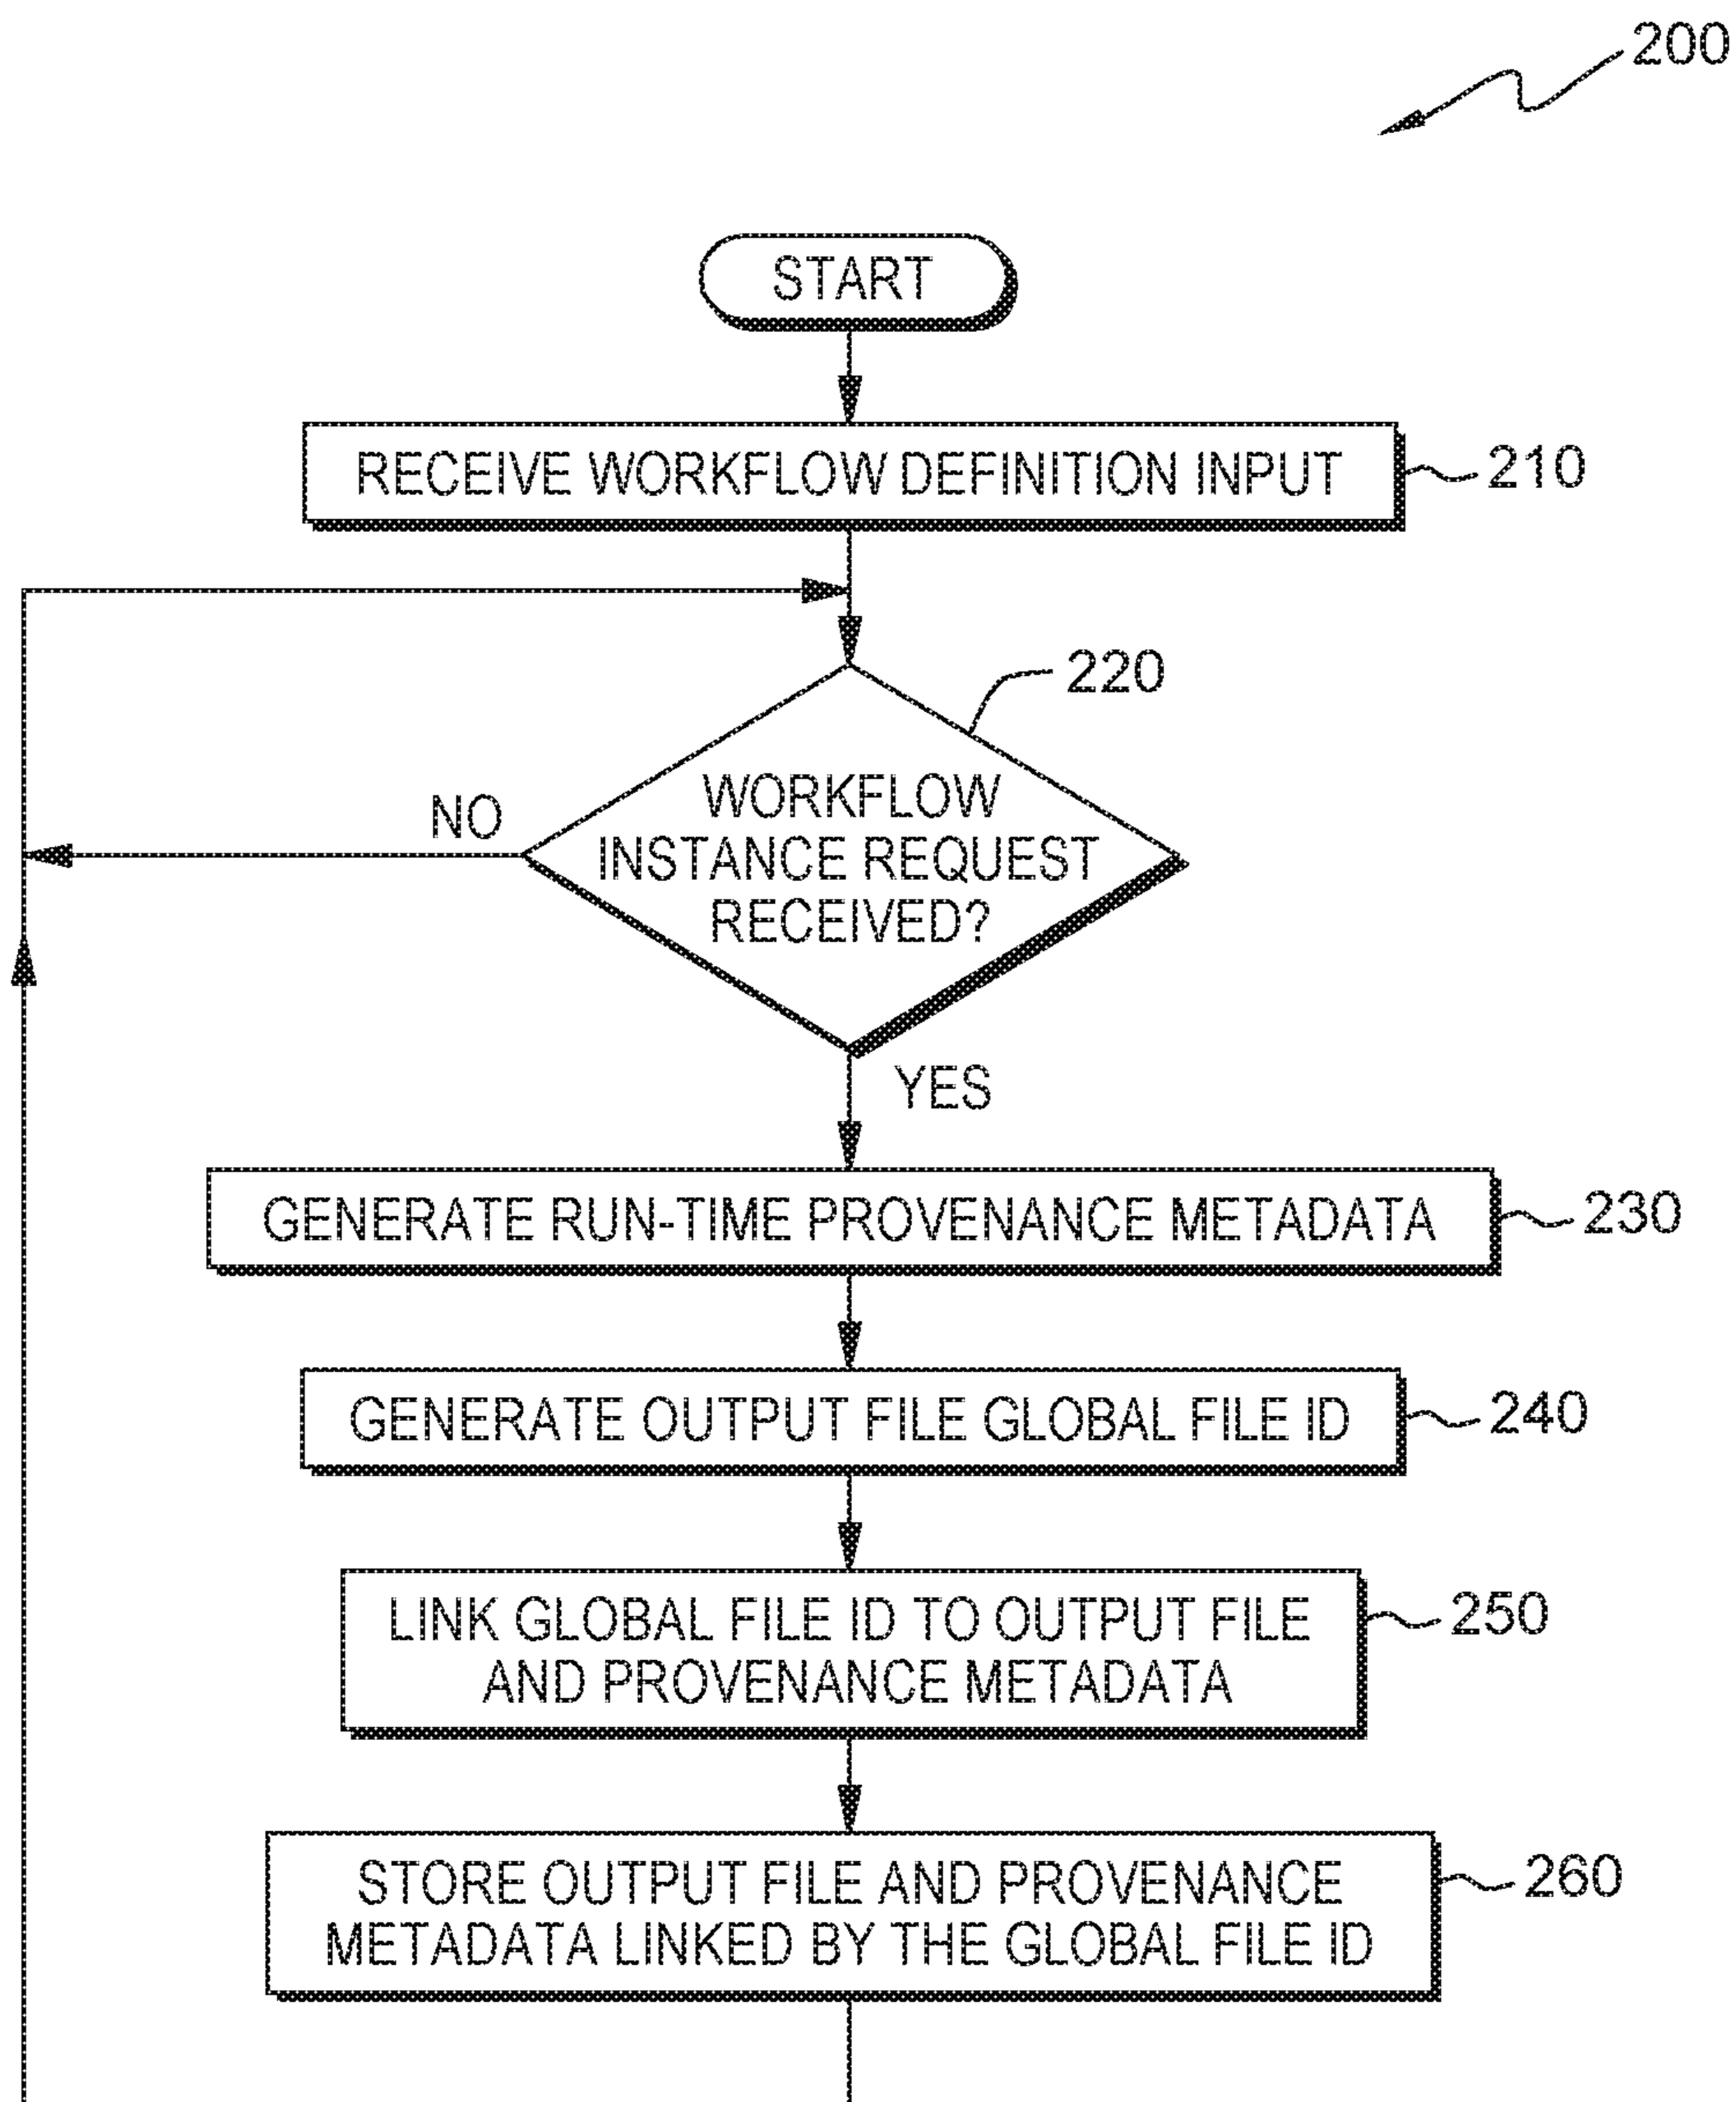 200
START
RECEIVE WORKFLOW DEFINITION INPUT
210
220
WORKFLOW
INSTANCE REQUEST
RECEIVED?
NO
YES
GENERATE RUN-TIME PROVENANCE METADATA
230
GENERATE OUTPUT FILE GLOBAL FILE ID
240
LINK GLOBAL FILE ID TO OUTPUT FILE
AND PROVENANCE METADATA
250
STORE OUTPUT FILE AND PROVENANCE
METADATA LINKED BY THE GLOBAL FILE ID
260